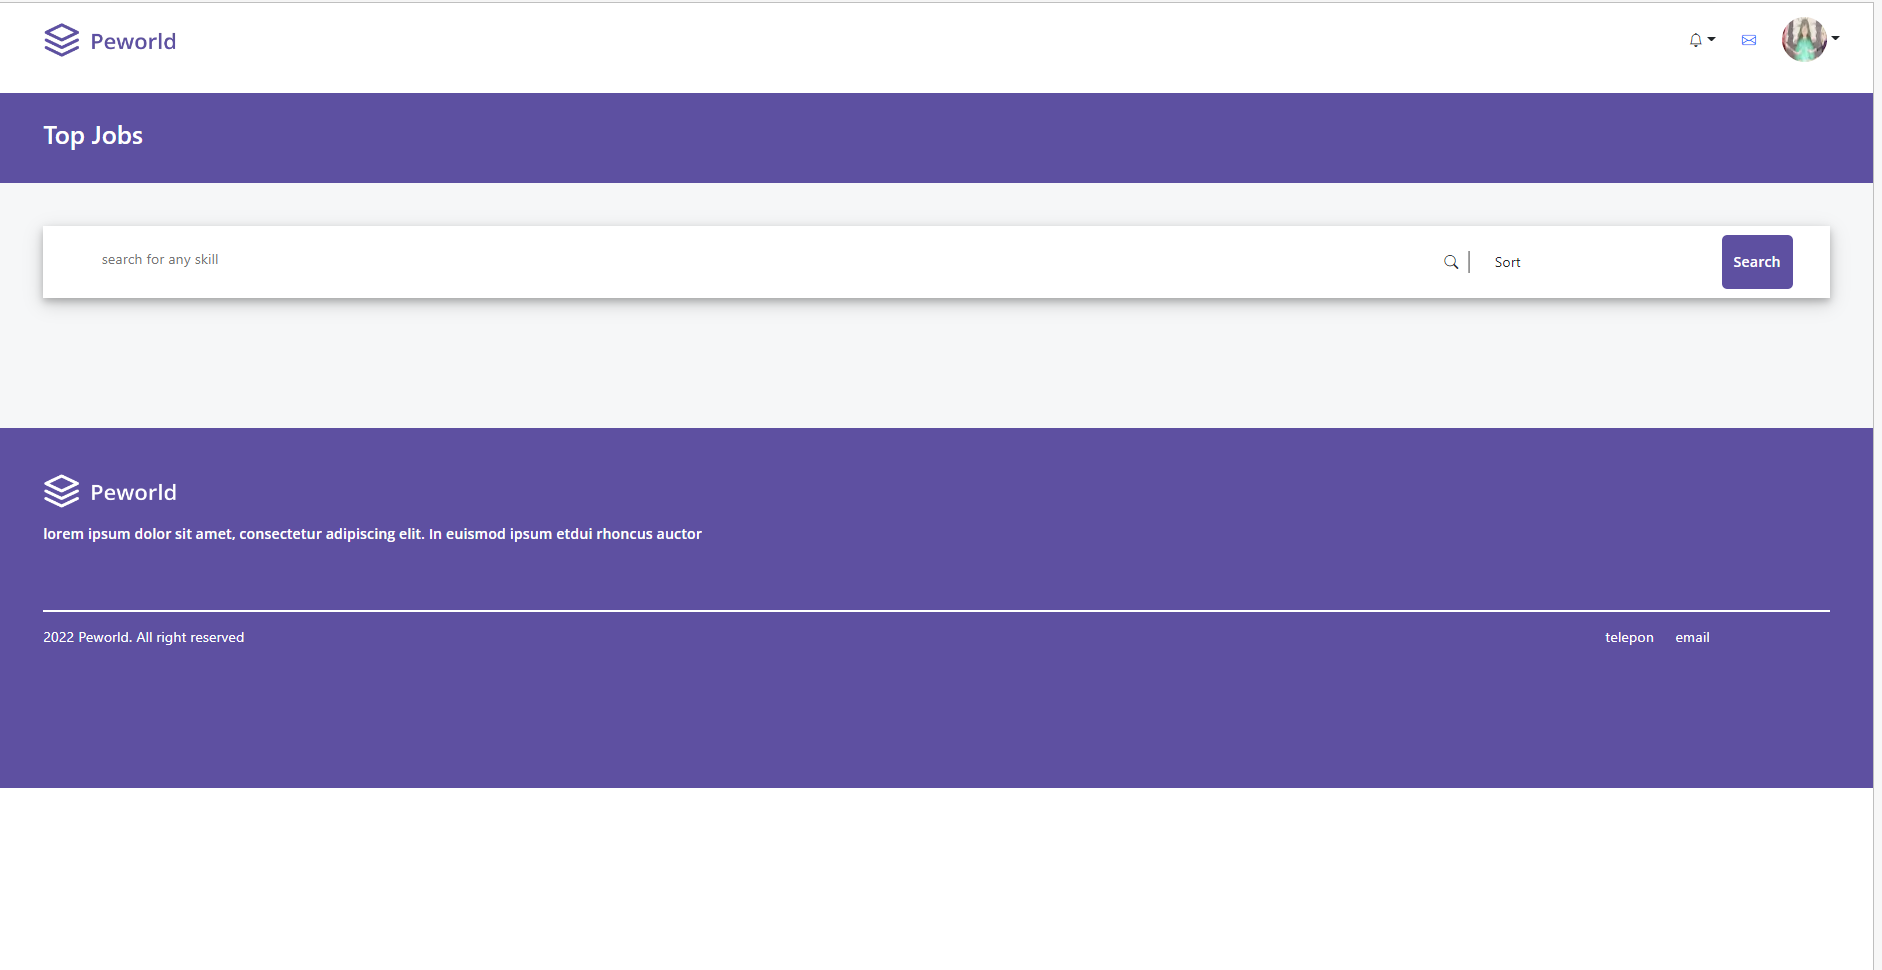 Peworld
Top Jobs
search for any skill
Sort
Search
Peworld
lorem ipsum dolor sit amet, consectetur adipiscing elit. In euismod ipsum etdui rhoncus auctor
2022 Peworld. All right reserved
telepon email